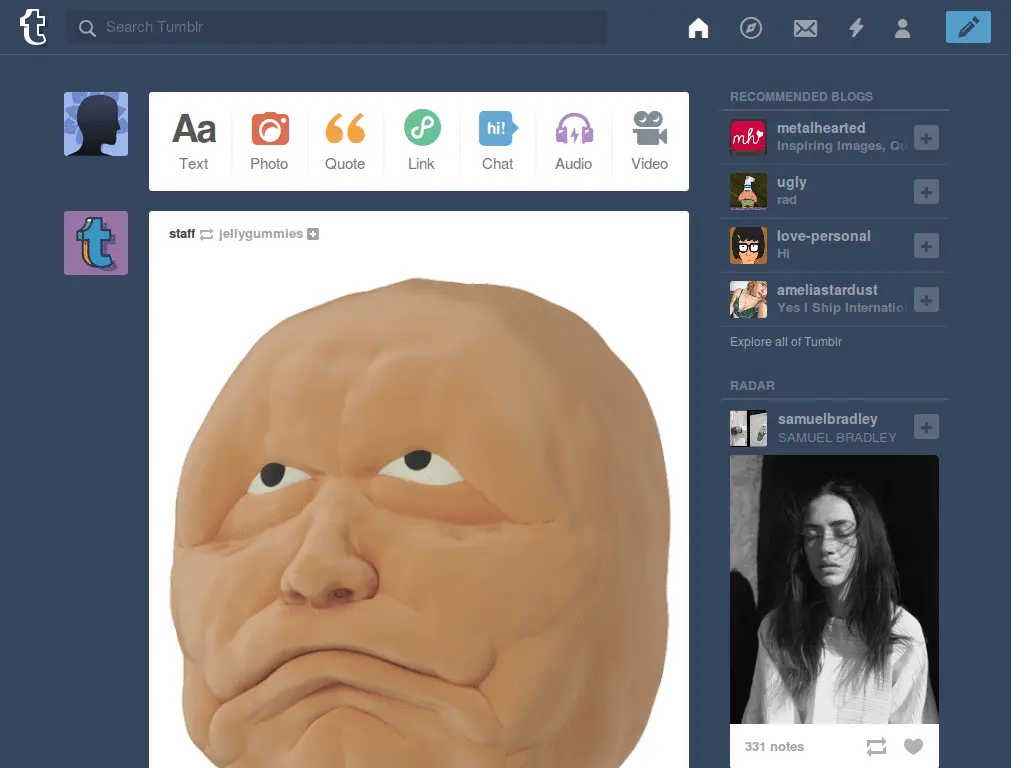 t
Search Tumblr
Aa
Text
Photo
Quote
Link
hi!
Chat
Audio
Video
t
staff jellygummies
RECOMMENDED BLOGS
mh
metalhearted
Inspiring Images, Qu
ugly
rad
love-personal
Hi
ameliastardust
Yes I Ship Internatio
Explore all of Tumblr
RADAR
samuelbradley
SAMUEL BRADLEY
331 notes